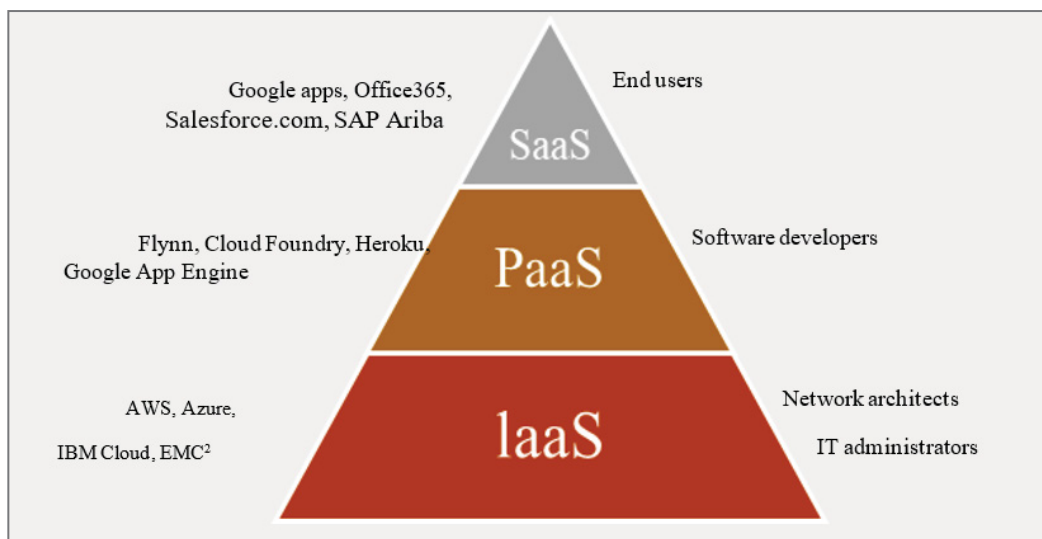 Google apps, Office365,
Salesforce.com, SAP Ariba
End users
SaaS
Flynn, Cloud Foundry, Heroku,
Google App Engine
PaaS
Software developers
AWS, Azure,
IBM Cloud, EMC²
laaS
Network architects
IT administrators